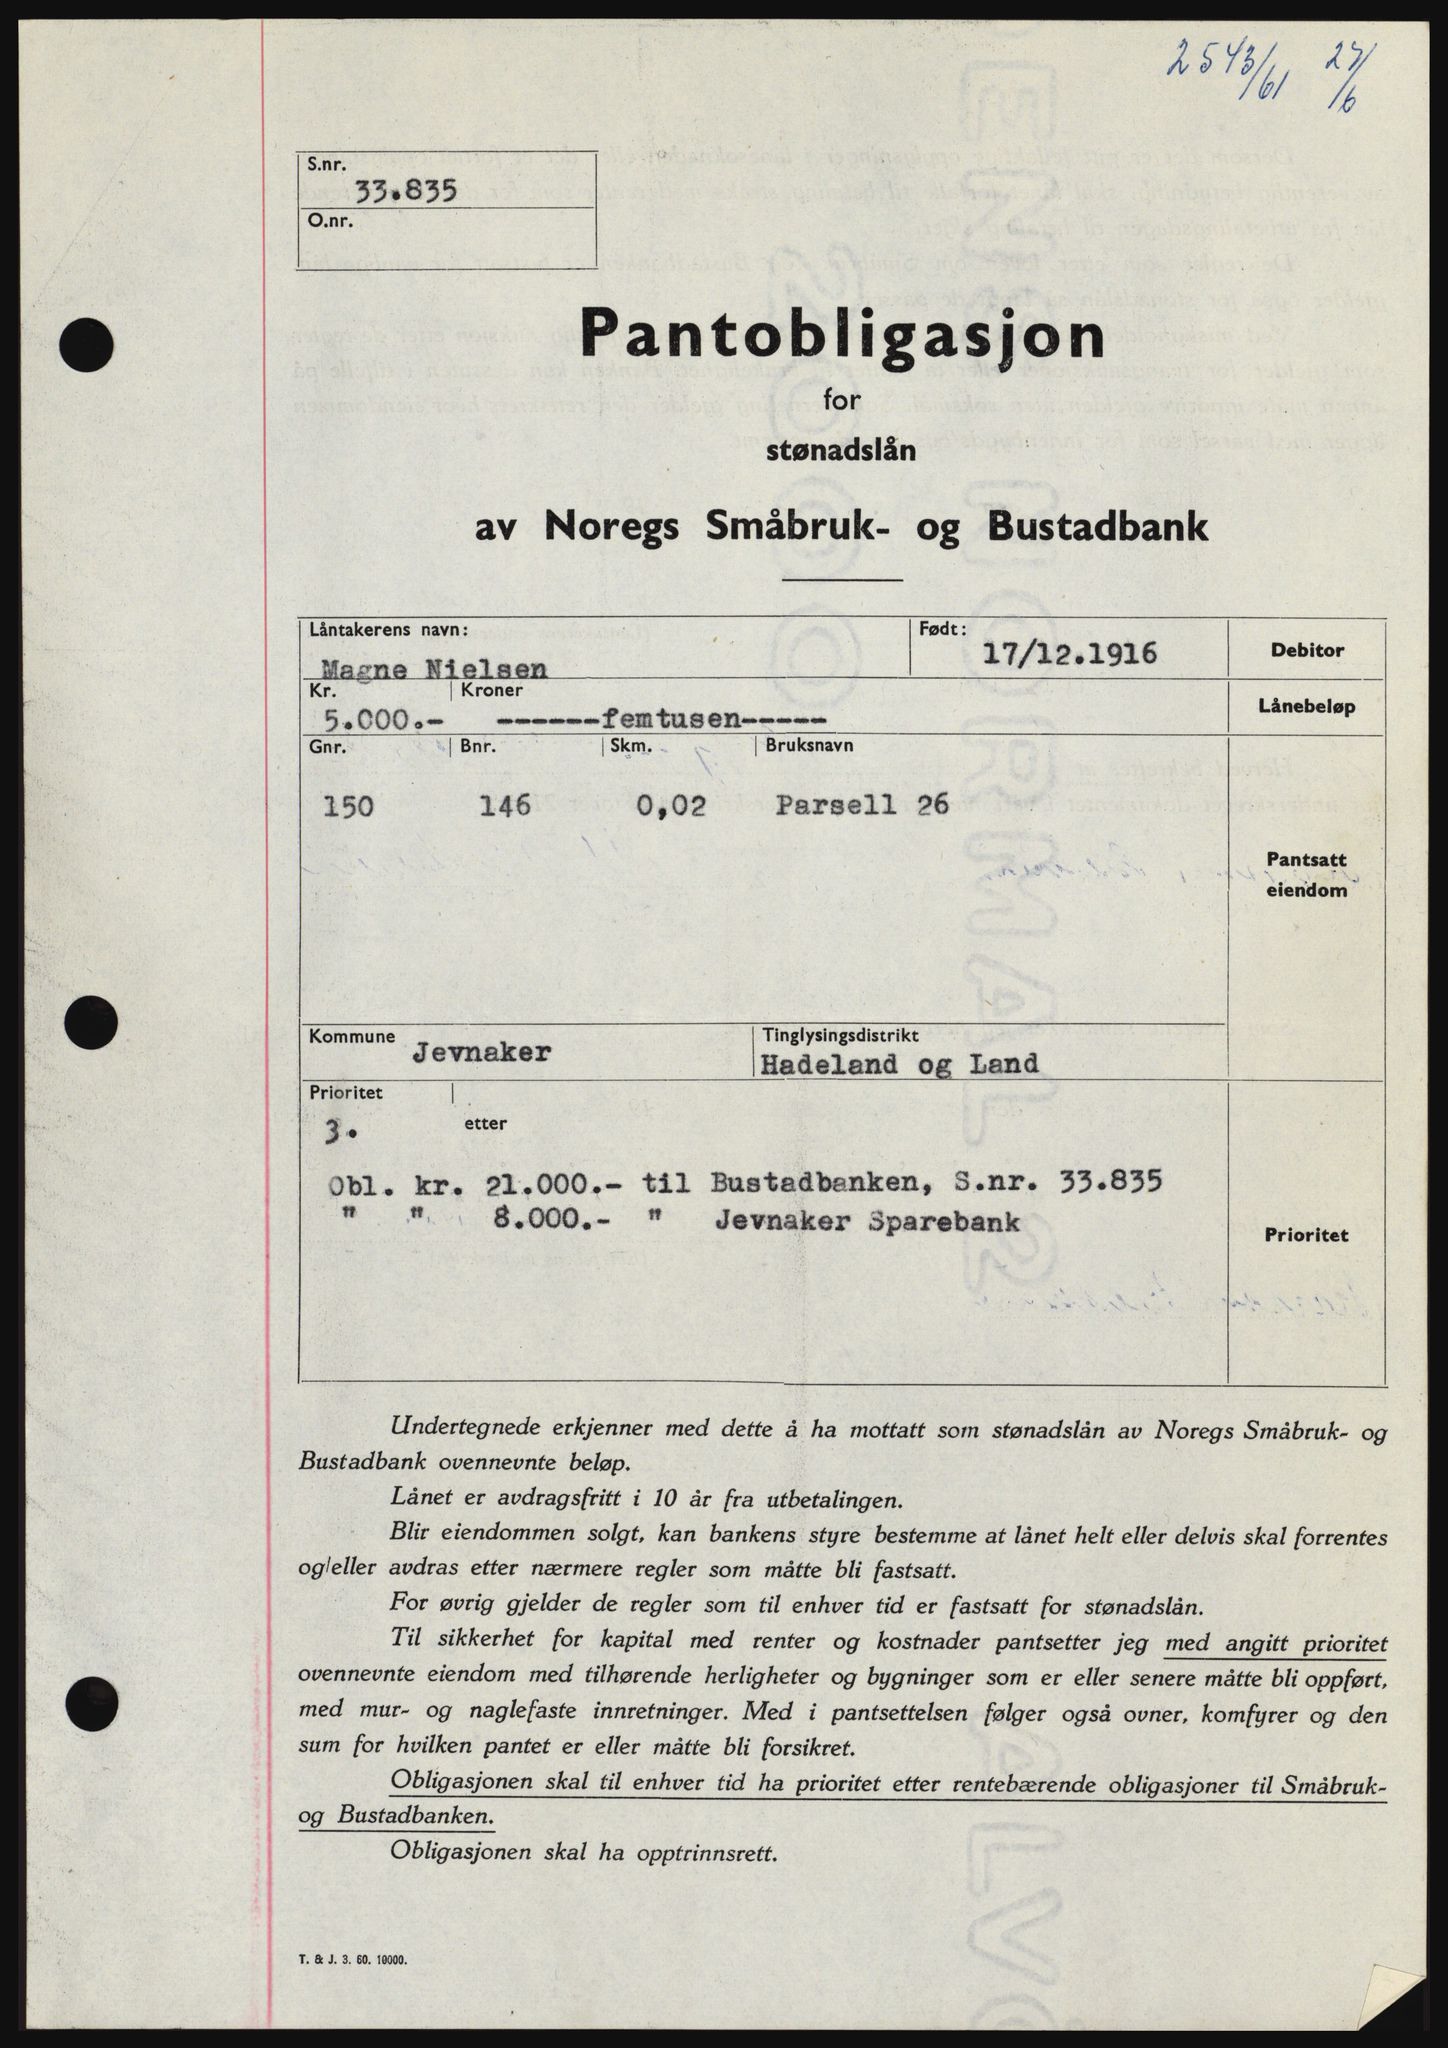 2543/61 27/6
S.nr.
33.835
O.nr.
Pantobligasjon
for
stønadslån
av Noregs Småbruk- og Bustadbank
Låntakerens navn: Født:
Magne Nielsen 17/12.1916 Debitor
Kr. Kroner
5.000.- ------femtusen----- Lånebeløp
Gnr. Bnr. Skm. Bruksnavn
150 146 0,02 Parsell 26
Pantsatt
eiendom
Kommune Tinglysingsdistrikt
Jevnaker Hadeland og Land
Prioritet
3. etter
Obl. kr. 21.000.- til Bustadbanken, S.nr. 33.835
" " 8.000.- " Jevnaker Sparebank
Prioritet
Undertegnede erkjenner med dette å ha mottatt som stønadslån av Noregs Småbruk- og
Bustadbank ovennevnte beløp.
Lånet er avdragsfritt i 10 år fra utbetalingen.
Blir eiendommen solgt, kan bankens styre bestemme at lånet helt eller delvis skal forrentes
og/eller avdras etter nærmere regler som måtte bli fastsatt.
For øvrig gjelder de regler som til enhver tid er fastsatt for stønadslån.
Til sikkerhet for kapital med renter og kostnader pantsetter jeg med angitt prioritet
ovennevnte eiendom med tilhørende herligheter og bygninger som er eller senere måtte bli oppført,
med mur- og naglefaste innretninger. Med i pantsettelsen følger også ovner, komfyrer og den
sum for hvilken pantet er eller måtte bli forsikret.
Obligasjonen skal til enhver tid ha prioritet etter rentebærende obligasjoner til Småbruk-
og Bustadbanken.
Obligasjonen skal ha opptrinnsrett.
T. & J. 3. 60. 10000.